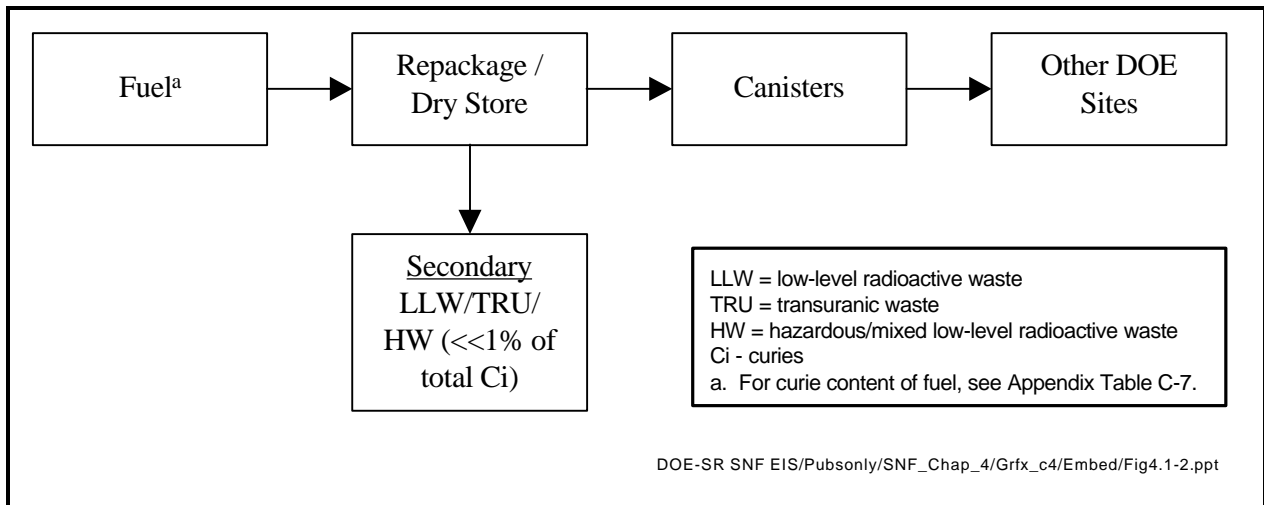 Fuelª
Repackage /
Dry Store
Canisters
Other DOE
Sites
Secondary
LLW/TRU/
HW (<<1% of
total Ci)
LLW = low-level radioactive waste
TRU = transuranic waste
HW = hazardous/mixed low-level radioactive waste
Ci - curies
a. For curie content of fuel, see Appendix Table C-7.
DOE-SR SNF EIS/Pubsonly/SNF_Chap_4/Grfx_c4/Embed/Fig4.1-2.ppt